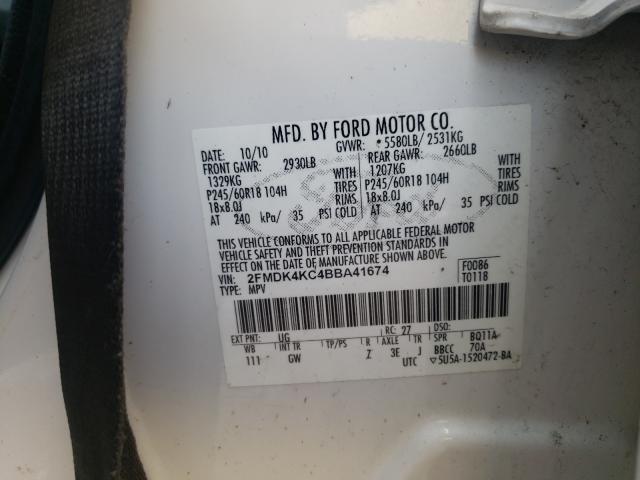 MFD. BY FORD MOTOR CO.
DATE: 10/10 GVWR: 5580LB/ 2531KG
FRONT GAWR: 2930LB REAR GAWR: 2660LB
1329KG WITH 1207KG WITH
P245/60R18 104H TIRES P245/60R18 104H TIRES
18x8.0J RIMS 18x8.0J RIMS
AT 240 kPa/ 35 PSI COLD AT 240 kPa/ 35 PSI COLD
THIS VEHICLE CONFORMS TO ALL APPLICABLE FEDERAL MOTOR
VEHICLE SAFETY AND THEFT PREVENTION STANDARDS IN
EFFECT ON THE DATE OF MANUFACTURE SHOWN ABOVE.
VIN: 2FMDK4KC4BBA41674 F0086
TYPE: MPV T0118
EXT PNT: UG RC: 27 DSO:
WB INT TR TP/PS R AXLE TR SPR BQ11A
111 GW Z 3E J BBCC 70A
UTC 5U5A-1520472-BA